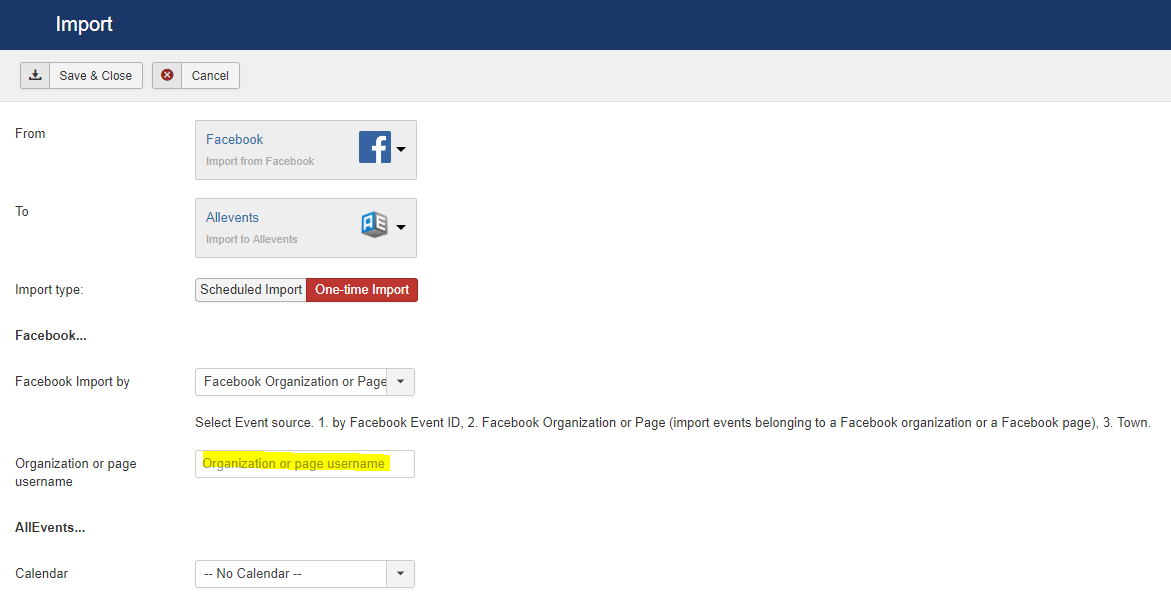 Import
Save & Close
Cancel
From
Facebook
Import from Facebook
To
Allevents
Import to Allevents
AE
Import type:
Scheduled Import
One-time Import
Facebook...
Facebook Import by
Facebook Organization or Page
Select Event source. 1. by Facebook Event ID, 2. Facebook Organization or Page (import events belonging to a Facebook organization or a Facebook page), 3. Town.
Organization or page
username
Organization or page username
AllEvents...
Calendar
-- No Calendar --